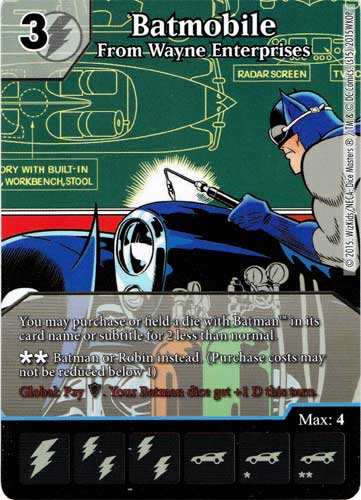 3
Batmobile
From Wayne Enterprises
RADAR SCREEN
ORY WITH BUILT-IN
, WORKBENCH, STOOL
You may purchase or field a die with Batman™ in its
card name or subtitle for 2 less than normal.
** Batman or Robin instead. (Purchase costs may
not be reduced below 1)
Global: Pay . Your Batman dice get +1 D this turn.
Max: 4
*
**